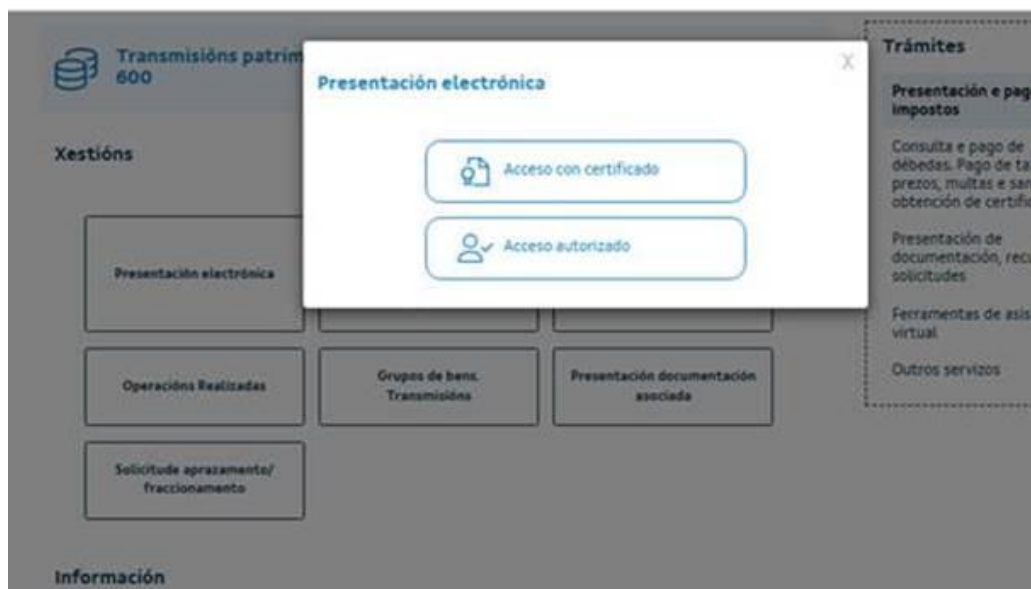 Transmisións patrim
600
Presentación electrónica
X
Acceso con certificado
Acceso autorizado
Xestións
Presentación electrónica
Operacións Realizadas
Grupos de bens.
Transmisións
Presentación documentación
asociada
Solicitude aprazamento/
fraccionamento
Información
Trámites
Presentación e pag
impostos
Consulta e pago de
débedas. Pago de ta
prezos, multas e san
obtención de certific
Presentación de
documentación, recu
solicitudes
Ferramentas de asis
virtual
Outros servizos